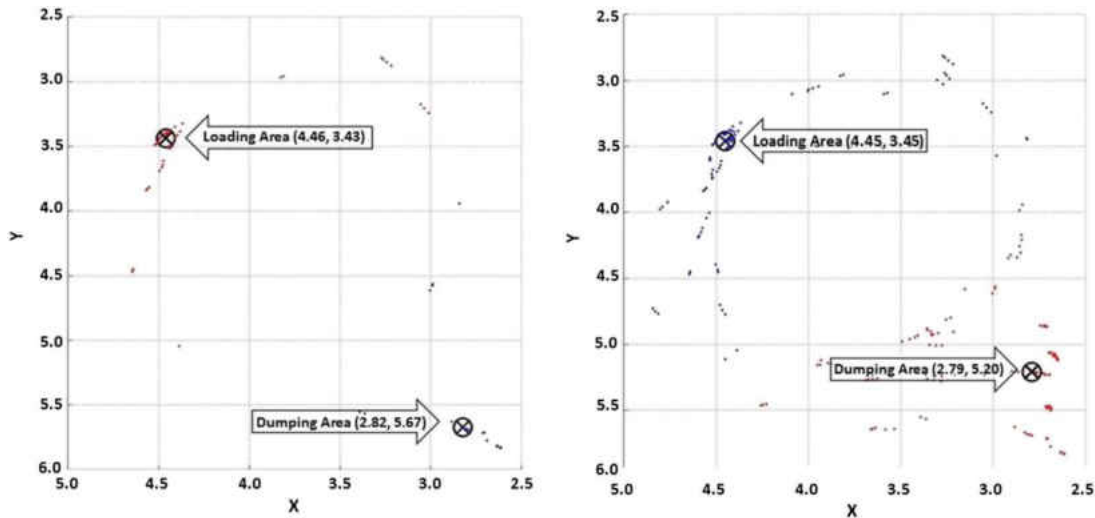 2.5
3.0
3.5
4.0
4.5
5.0
5.5
6.0
Y
5.0 4.5 4.0 3.5 3.0 2.5
X
Loading Area (4.46, 3.43)
Dumping Area (2.82, 5.67)
2.5
3.0
3.5
4.0
4.5
5.0
5.5
6.0
Y
5.0 4.5 4.0 3.5 3.0 2.5
X
Loading Area (4.45, 3.45)
Dumping Area (2.79, 5.20)